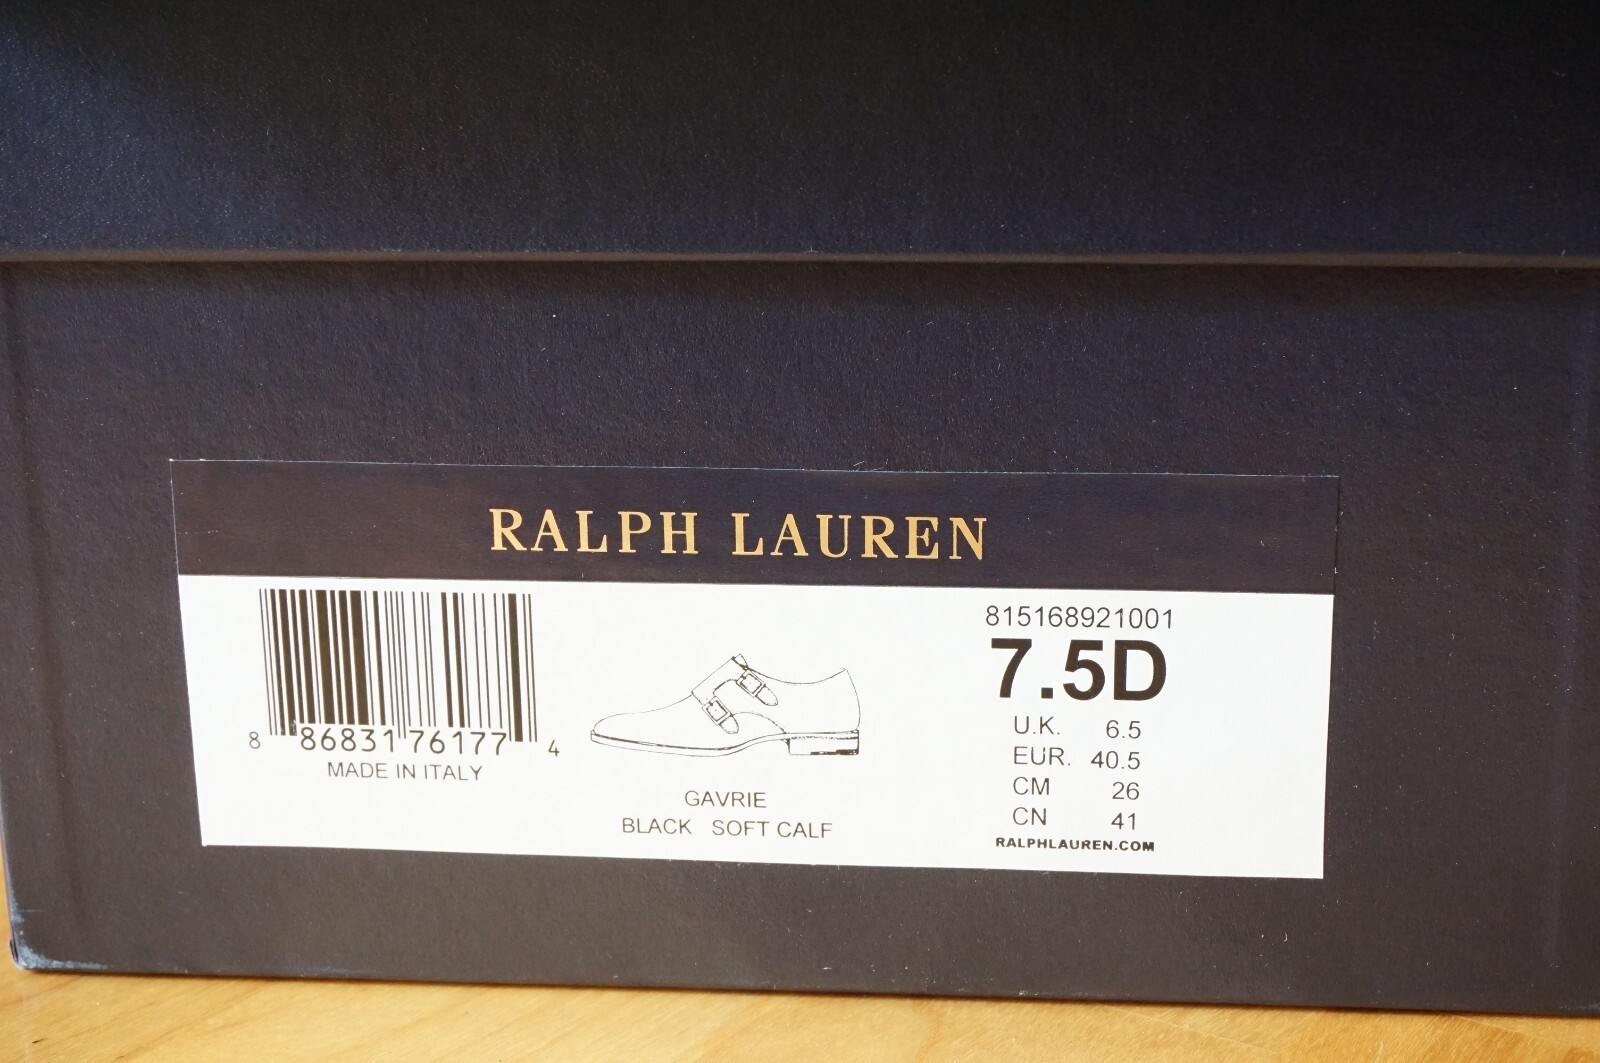 RALPH LAUREN
8 86831 76177 4
MADE IN ITALY
GAVRIE
BLACK SOFT CALF
815168921001
7.5D
U.K. 6.5
EUR. 40.5
CM 26
CN 41
RALPHLAUREN.COM